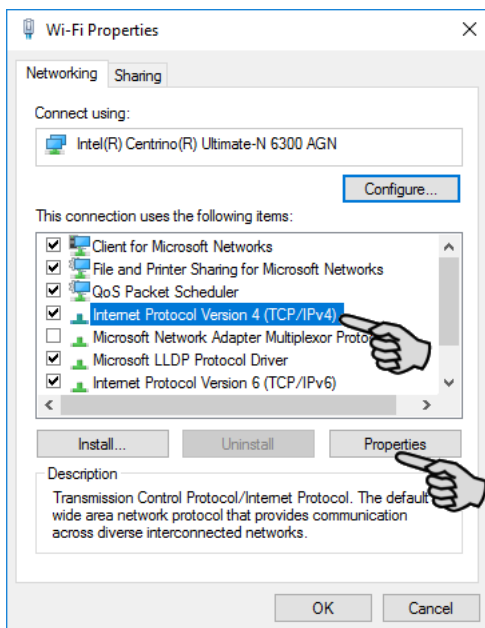 Wi-Fi Properties
Networking
Sharing
Connect using:
Intel(R) Centrino(R) Ultimate-N 6300 AGN
Configure...
This connection uses the following items:
Client for Microsoft Networks
File and Printer Sharing for Microsoft Networks
QoS Packet Scheduler
Internet Protocol Version 4 (TCP/IPv4)
Microsoft Network Adapter Multiplexor
Microsoft LLDP Protocol Driver
Internet Protocol Version 6 (TCP/IPv6)
Install...
Uninstall
Properties
Description
Transmission Control Protocol/Internet Protocol. The default
wide area network protocol that provides communication
across diverse interconnected networks.
OK
Cancel